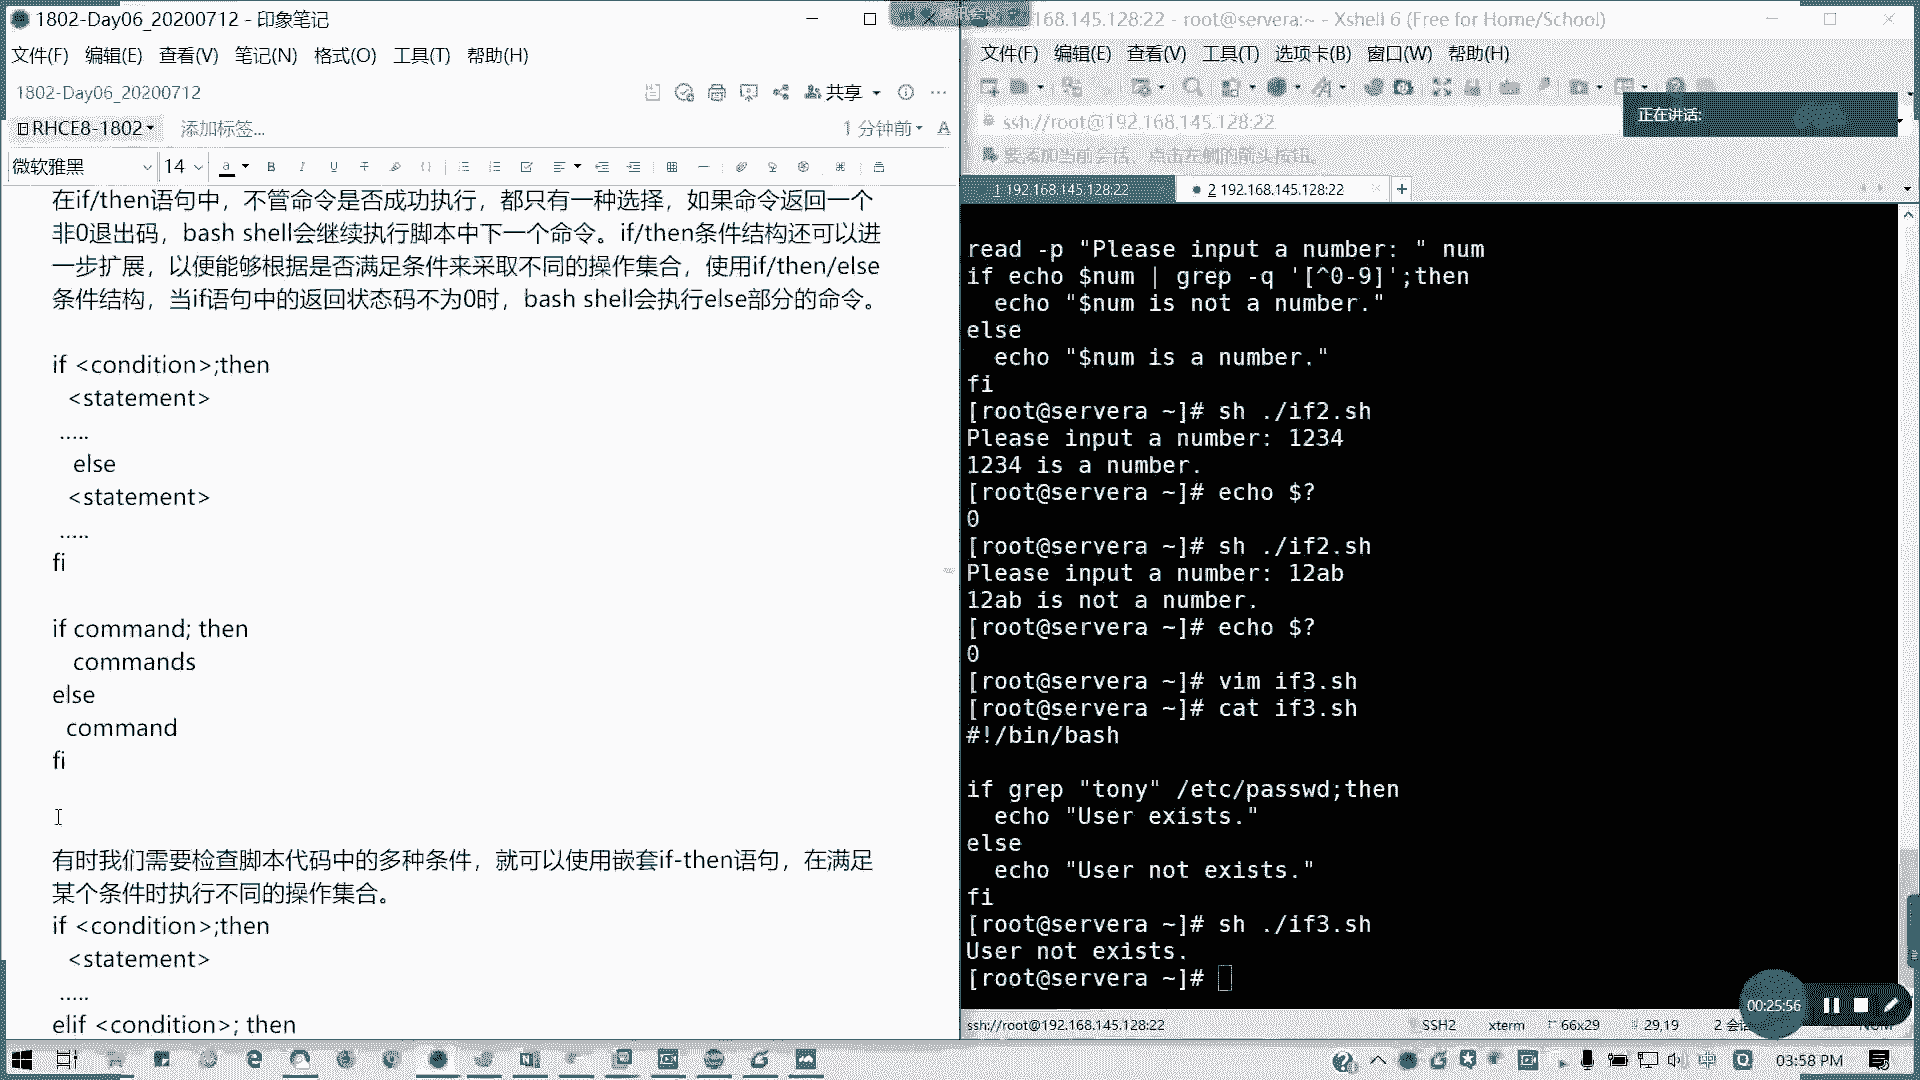 1802-Day06_20200712 - 印象笔记
文件(F) 编辑(E) 查看(V) 笔记(N) 格式(O) 工具(T) 帮助(H)
1802-Day06_20200712
共享
RHCE8-1802
添加标签...
1 分钟前
微软雅黑
14
在if/then语句中，不管命令是否成功执行，都只有一种选择，如果命令返回一个
非0退出码，bash shell会继续执行脚本中下一个命令。if/then条件结构还可以进
一步扩展，以便能够根据是否满足条件来采取不同的操作集合，使用if/then/else
条件结构，当if语句中的返回状态码不为0时，bash shell会执行else部分的命令。
if <condition>;then
<statement>
.....
else
<statement>
.....
fi
if command; then
commands
else
command
fi
有时我们需要检查脚本代码中的多种条件，就可以使用嵌套if-then语句，在满足
某个条件时执行不同的操作集合。
if <condition>;then
<statement>
.....
elif <condition>; then
168.145.128:22 - root@servera:~ - Xshell 6 (Free for Home/School)
文件(F) 编辑(E) 查看(V) 工具(T) 选项卡(B) 窗口(W) 帮助(H)
正在讲话:
ssh://root@192.168.145.128:22
要添加当前会话，点击左侧的箭头按钮。
1 192.168.145.128:22
2 192.168.145.128:22
read -p "Please input a number: " num
if echo $num | grep -q '[^0-9]';then
echo "$num is not a number."
else
echo "$num is a number."
fi
[root@servera ~]# sh ./if2.sh
Please input a number: 1234
1234 is a number.
[root@servera ~]# echo $?
0
[root@servera ~]# sh ./if2.sh
Please input a number: 12ab
12ab is not a number.
[root@servera ~]# echo $?
0
[root@servera ~]# vim if3.sh
[root@servera ~]# cat if3.sh
#!/bin/bash
if grep "tony" /etc/passwd;then
echo "User exists."
else
echo "User not exists."
fi
[root@servera ~]# sh ./if3.sh
User not exists.
[root@servera ~]#
00:25:56
ssh://root@192.168.145.128:22
SSH2
xterm
66x29
29,19
2 会
03:58 PM